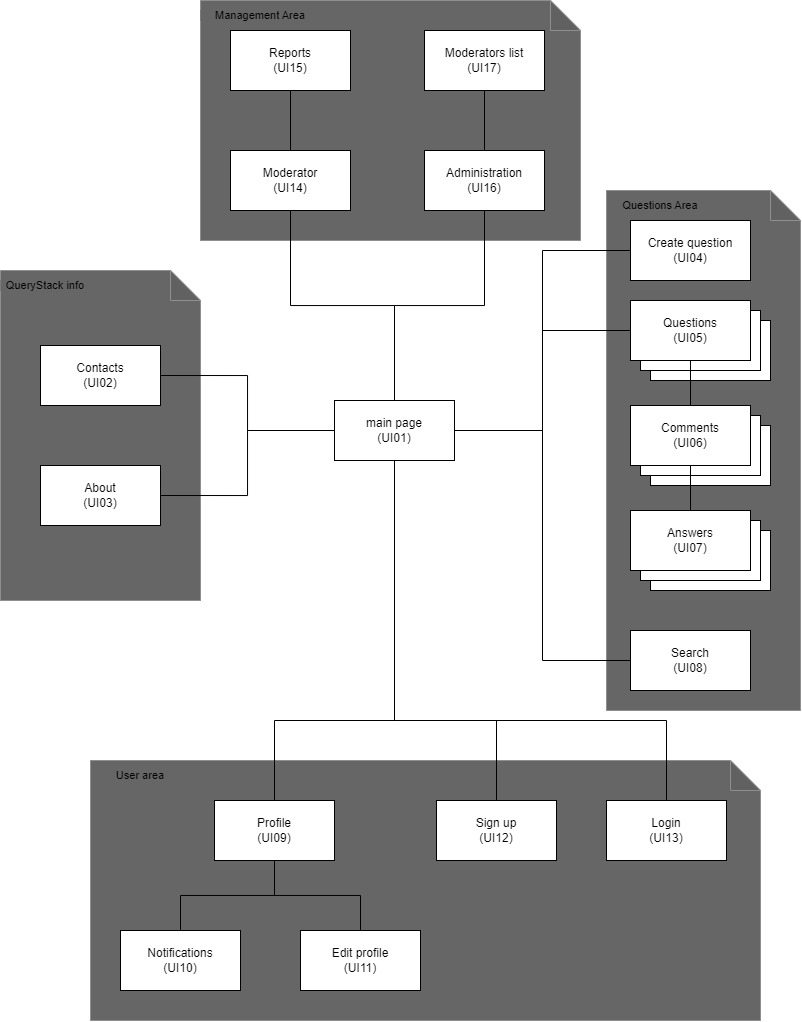 Management Area
Reports
(UI15)
Moderators list
(UI17)
Moderator
(UI14)
Administration
(UI16)
Questions Area
Create question
(UI04)
Questions
(UI05)
Comments
(UI06)
Answers
(UI07)
Search
(UI08)
QueryStack info
Contacts
(UI02)
About
(UI03)
main page
(UI01)
User area
Profile
(UI09)
Sign up
(UI12)
Login
(UI13)
Notifications
(UI10)
Edit profile
(UI11)